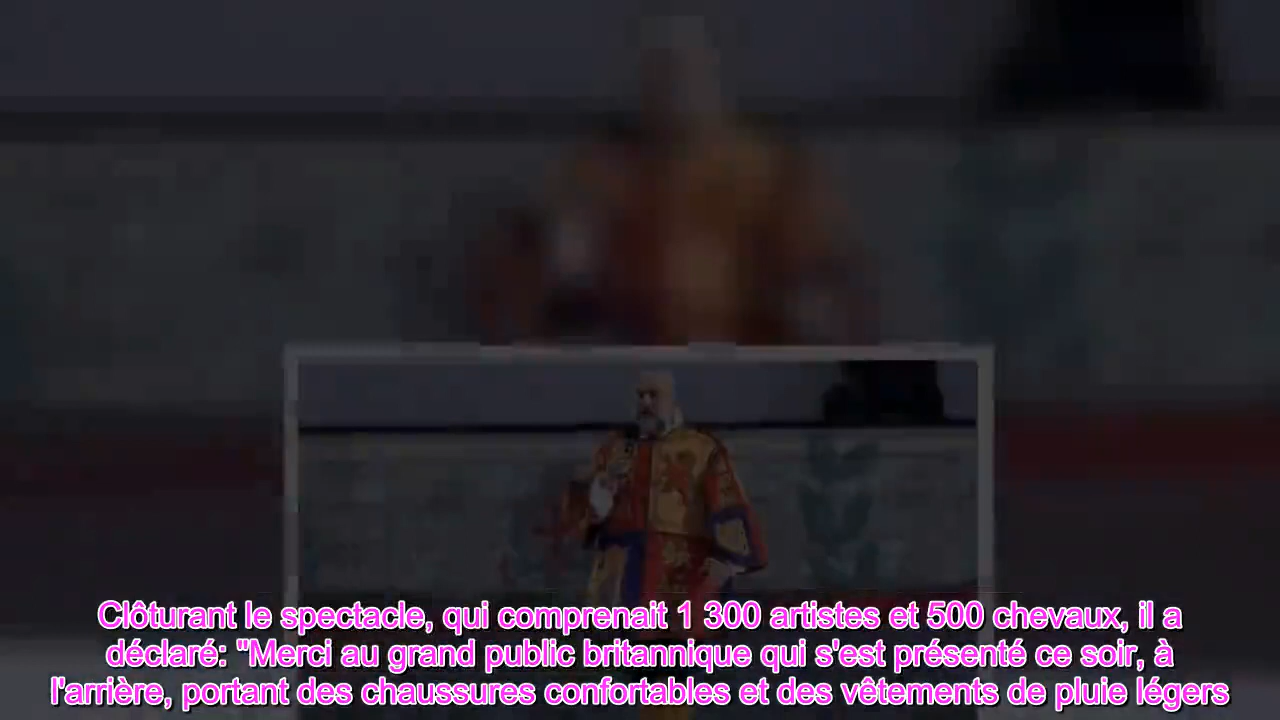 Clôturant le spectacle, qui comprenait 1 300 artistes et 500 chevaux, il a
déclaré: "Merci au grand public britannique qui s'est présenté ce soir, à
l'arrière, portant des chaussures confortables et des vêtements de pluie légers